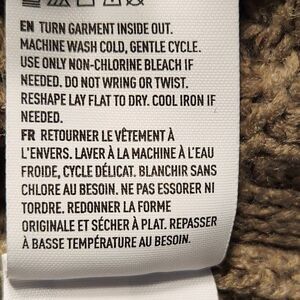 EN TURN GARMENT INSIDE OUT.
MACHINE WASH COLD, GENTLE CYCLE.
USE ONLY NON-CHLORINE BLEACH IF
NEEDED. DO NOT WRING OR TWIST.
RESHAPE LAY FLAT TO DRY. COOL IRON IF
NEEDED.
FR RETOURNER LE VÊTEMENT À
L'ENVERS. LAVER À LA MACHINE À L'EAU
FROIDE, CYCLE DÉLICAT. BLANCHIR SANS
CHLORE AU BESOIN. NE PAS ESSORER NI
TORDRE. REDONNER LA FORME
ORIGINALE ET SÉCHER À PLAT. REPASSER
À BASSE TEMPÉRATURE AU BESOIN.